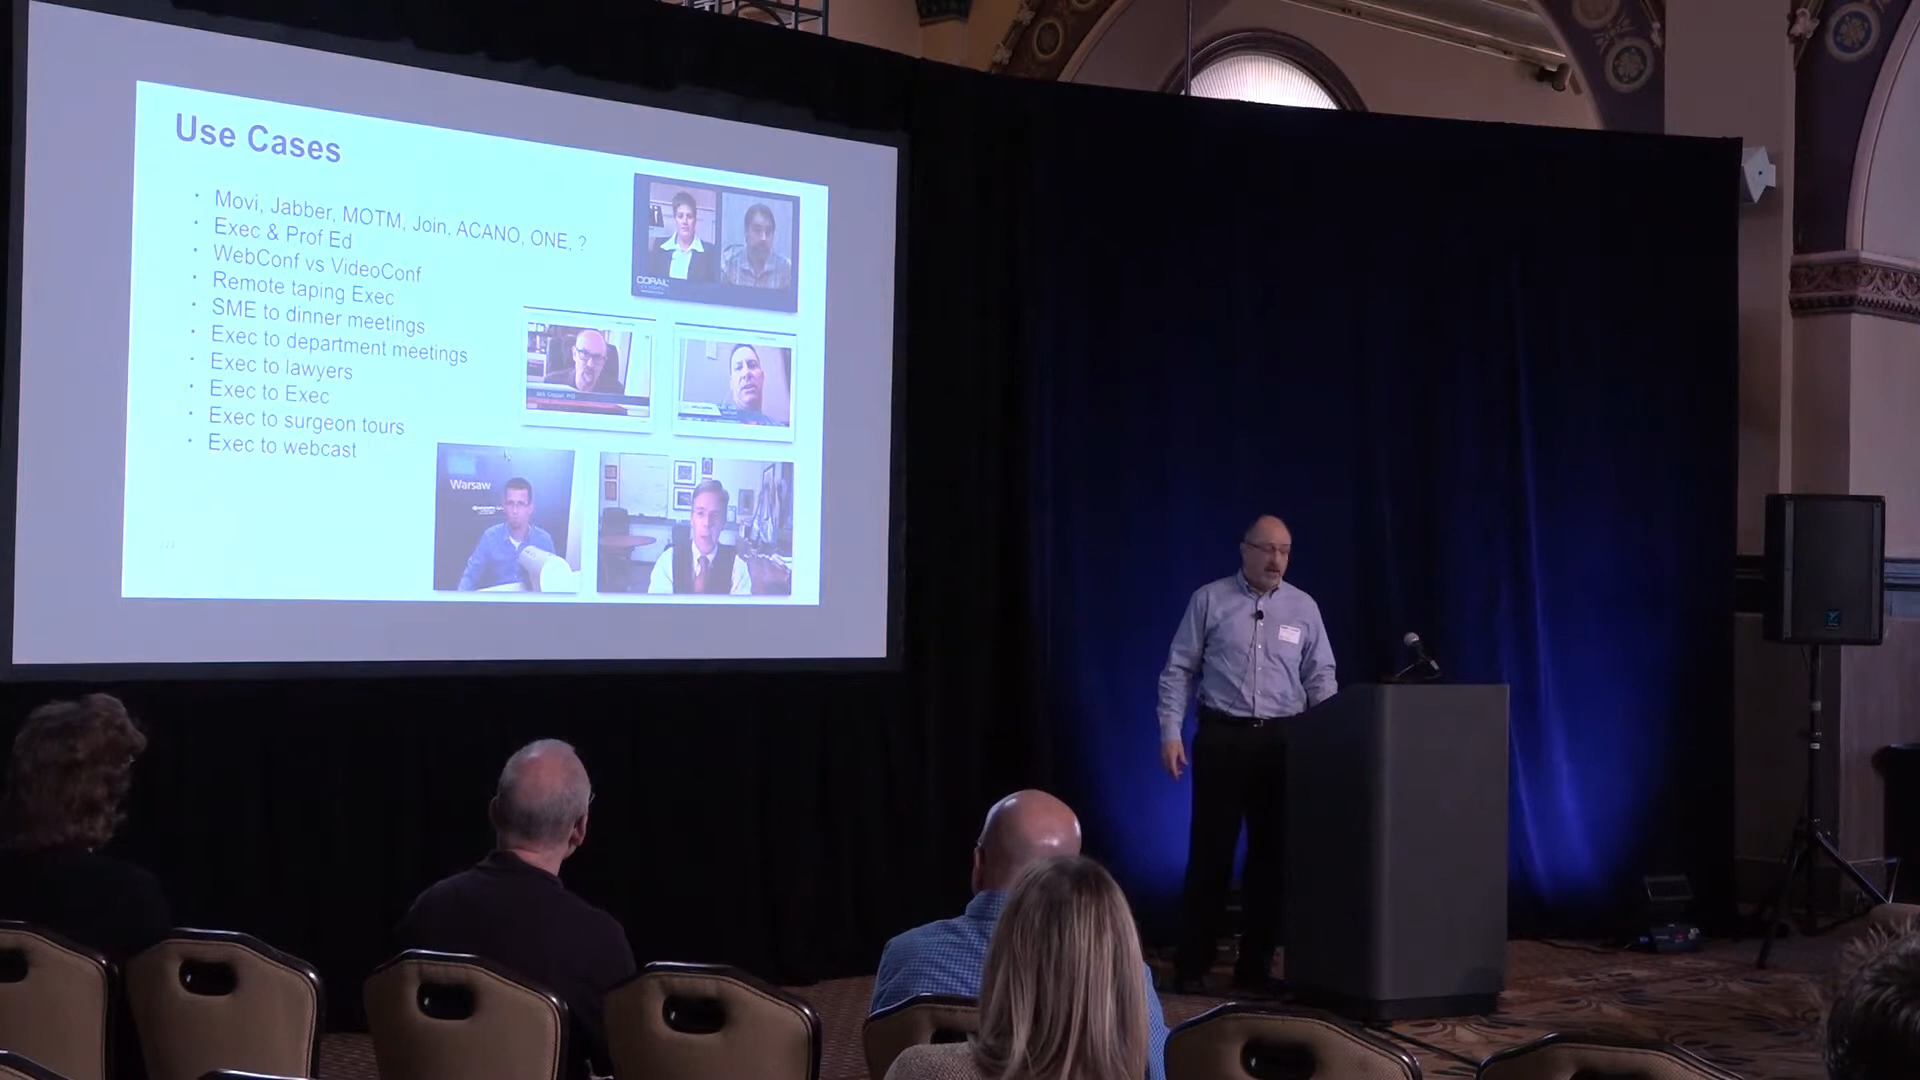 Use Cases
· Movi, Jabber, MOTM, Join, ACANO, ONE, ?
· Exec & Prof Ed
· WebConf vs VideoConf
· Remote taping Exec
· SME to dinner meetings
· Exec to department meetings
· Exec to lawyers
· Exec to Exec
· Exec to surgeon tours
· Exec to webcast
CORAL
Warsaw